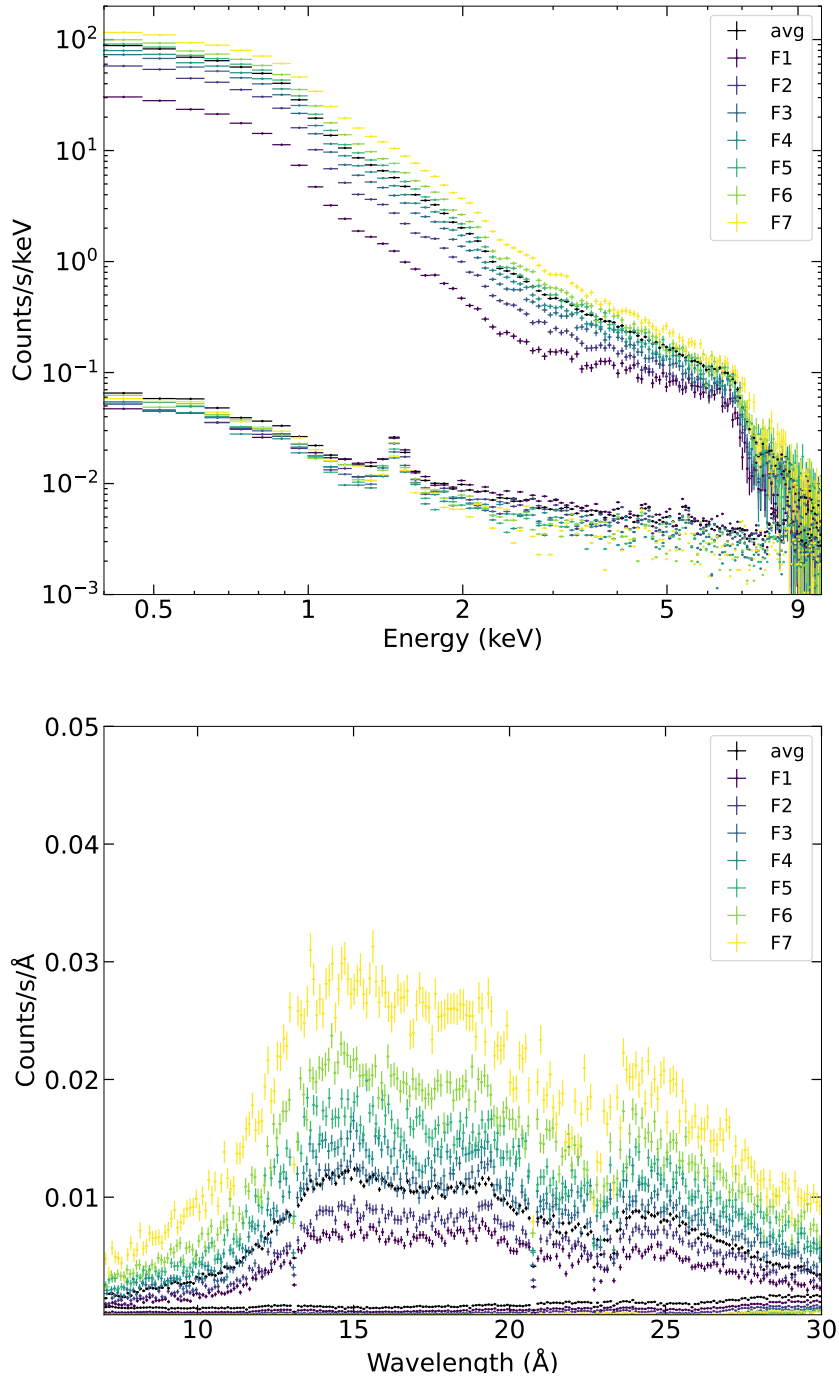 10²
10¹
10⁰
10⁻¹
10⁻²
10⁻³
Counts/s/keV
avg
F1
F2
F3
F4
F5
F6
F7
0.5 1 2 5 9
Energy (keV)
0.05
0.04
0.03
0.02
0.01
Counts/s/Å
avg
F1
F2
F3
F4
F5
F6
F7
10 15 20 25 30
Wavelength (Å)